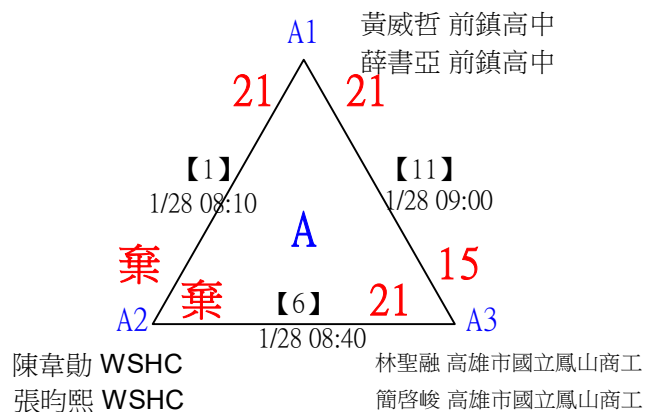 A1
黃威哲 前鎮高中
薛書亞 前鎮高中
21
21
【1】
1/28 08:10
【11】
1/28 09:00
A
棄
15
棄
【6】
21
A2
A3
1/28 08:40
陳韋勛 WSHC
張昀熙 WSHC
林聖融 高雄市國立鳳山商工
簡啓峻 高雄市國立鳳山商工